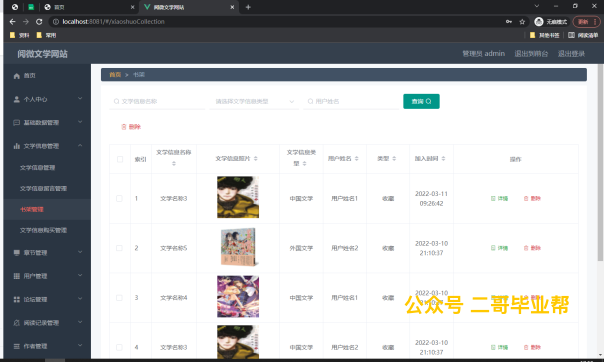 首页
阅微文学网站
localhost:8081/#/xiaoshuoCollection
无痕模式
更新
资料
常用
其他书签
阅读清单
阅微文学网站
管理员 admin
退出到前台
退出登录
首页
个人中心
基础数据管理
文学信息管理
文学信息管理
文学信息留言管理
书架管理
文学信息购买管理
章节管理
用户管理
论坛管理
阅读记录管理
作者管理
首页 > 书架
文学信息名称
请选择文学信息类型
用户姓名
查询
删除
索引 文学信息名称 文学信息照片 文学信息类型 用户姓名 类型 加入时间 操作
1 文学名称3 中国文学 用户姓名1 收藏 2022-03-11 09:26:42 详情 删除
2 文学名称5 外国文学 用户姓名2 收藏 2022-03-10 21:10:37 详情 删除
3 文学名称4 中国文学 用户姓名1 收藏 2022-03-10 21:10:37 详情 删除
公众号 二哥毕业帮
4 文学名称3 中国文学 用户姓名1 收藏 2022-03-10 21:10:37 详情 删除